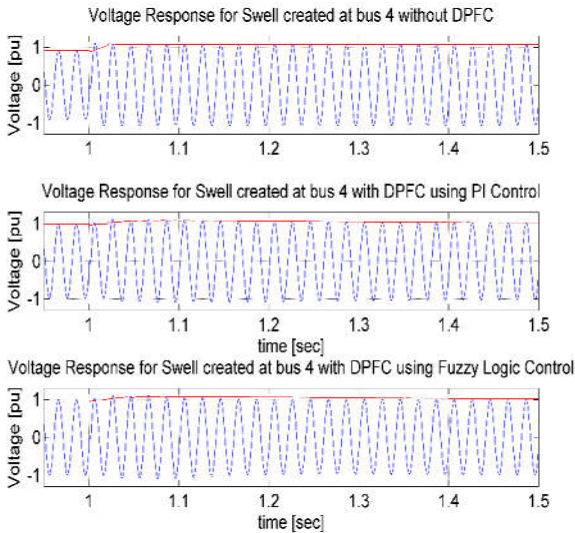 Voltage Response for Swell created at bus 4 without DPFC
Voltage [pu]
1
0
-1
1 1.1 1.2 1.3 1.4 1.5
Voltage Response for Swell created at bus 4 with DPFC using PI Control
Voltage [pu]
1
0
-1
1 1.1 1.2 1.3 1.4 1.5
time [sec]
Voltage Response for Swell created at bus 4 with DPFC using Fuzzy Logic Control
Voltage [pu]
1
0
-1
1 1.1 1.2 1.3 1.4 1.5
time [sec]